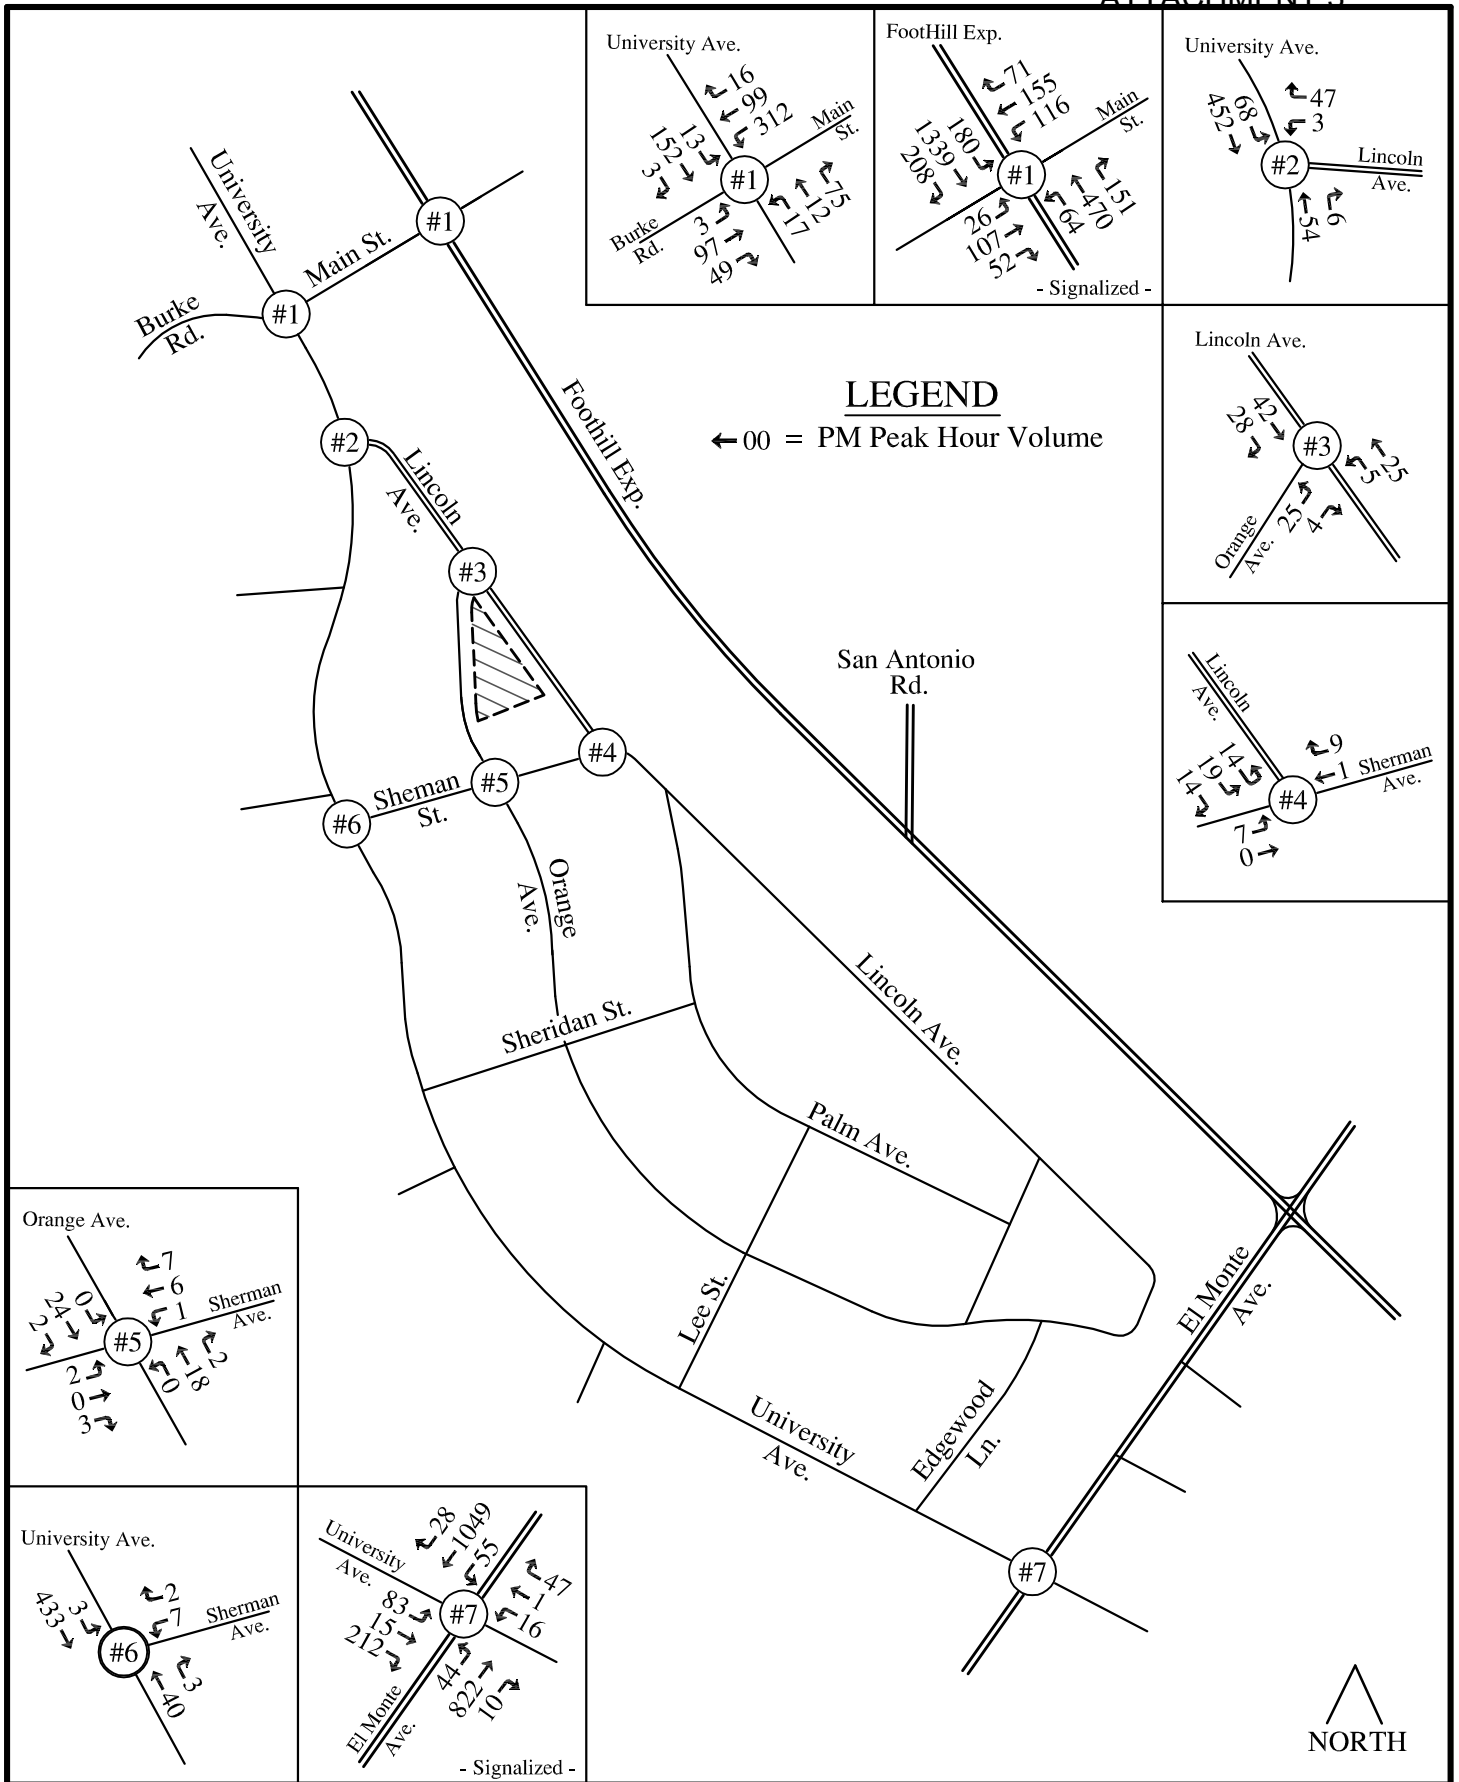 ATTACHMENT 5
University Ave.
16
99
312
Main
St.
13
152
3
#1
75
12
17
Burke
Rd.
3
97
49
FootHill Exp.
71
155
116
Main
St.
180
1339
208
#1
151
470
64
26
107
52
- Signalized -
University Ave.
47
3
68
452
#2
Lincoln
Ave.
6
54
Lincoln Ave.
42
28
#3
25
5
25
4
Orange
Ave.
Lincoln
Ave.
9
1
Sherman
Ave.
14
19
14
#4
7
0
LEGEND
00 = PM Peak Hour Volume
University
Ave.
Main St.
#1
#1
Burke
Rd.
Foothill Exp.
#2
Lincoln
Ave.
#3
San Antonio
Rd.
#4
#5
Sheman
St.
#6
Orange
Ave.
Lincoln Ave.
Sheridan St.
Palm Ave.
Lee St.
El Monte
Ave.
University
Ave.
Edgewood
Ln.
#7
Orange Ave.
7
6
1
Sherman
Ave.
0
24
2
#5
2
18
0
2
0
3
University Ave.
2
7
Sherman
Ave.
3
433
#6
3
40
University
Ave.
28
1049
55
83
15
212
#7
47
1
16
44
822
10
El Monte
Ave.
- Signalized -
NORTH